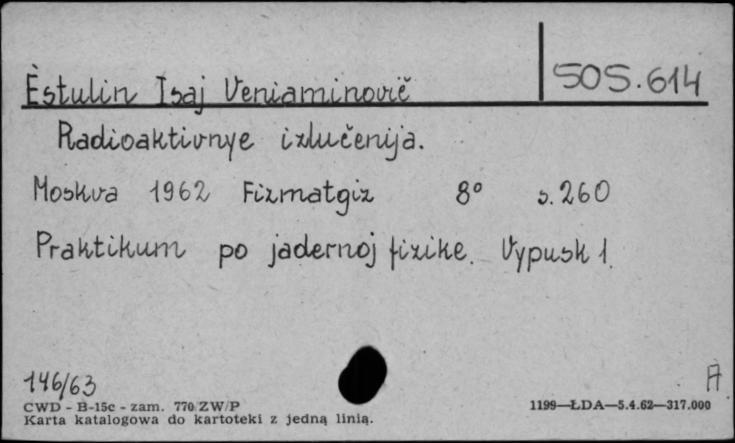 505.614
Èstulin Isaj Veniaminovič
Radioaktivnye izlučenija.
Moskva 1962 Fizmatgiz 8° s.260
Praktikum po jadernoj fizike. Vypusk 1.
146/63
A
CWD - B-15c - zam. 770/ZW/P
1199—ŁDA—5.4.62—317.000
Karta katalogowa do kartoteki z jedną linią.